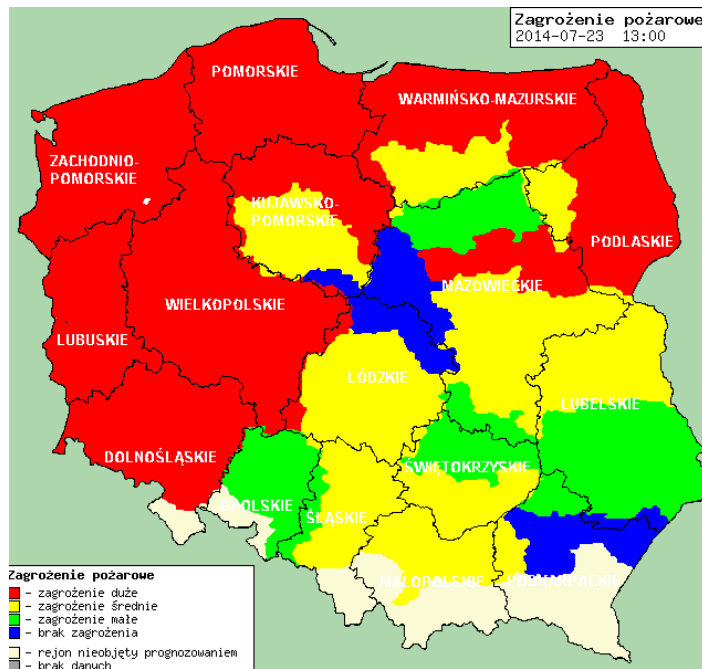 Zagrożenie pożarowe
2014-07-23 13:00
POMORSKIE
WARMIŃSKO-MAZURSKIE
ZACHODNIO-
POMORSKIE
KUJAWSKO-
POMORSKIE
PODLASKIE
MAZOWIECKIE
WIELKOPOLSKIE
LUBUSKIE
ŁÓDZKIE
LUBELSKIE
DOLNOŚLĄSKIE
ŚWIĘTOKRZYSKIE
OPOLSKIE
ŚLĄSKIE
MAŁOPOLSKIE
PODKARPACKIE
Zagrożenie pożarowe
- zagrożenie duże
- zagrożenie średnie
- zagrożenie małe
- brak zagrożenia
- rejon nieobjęty prognozowaniem
- brak danych